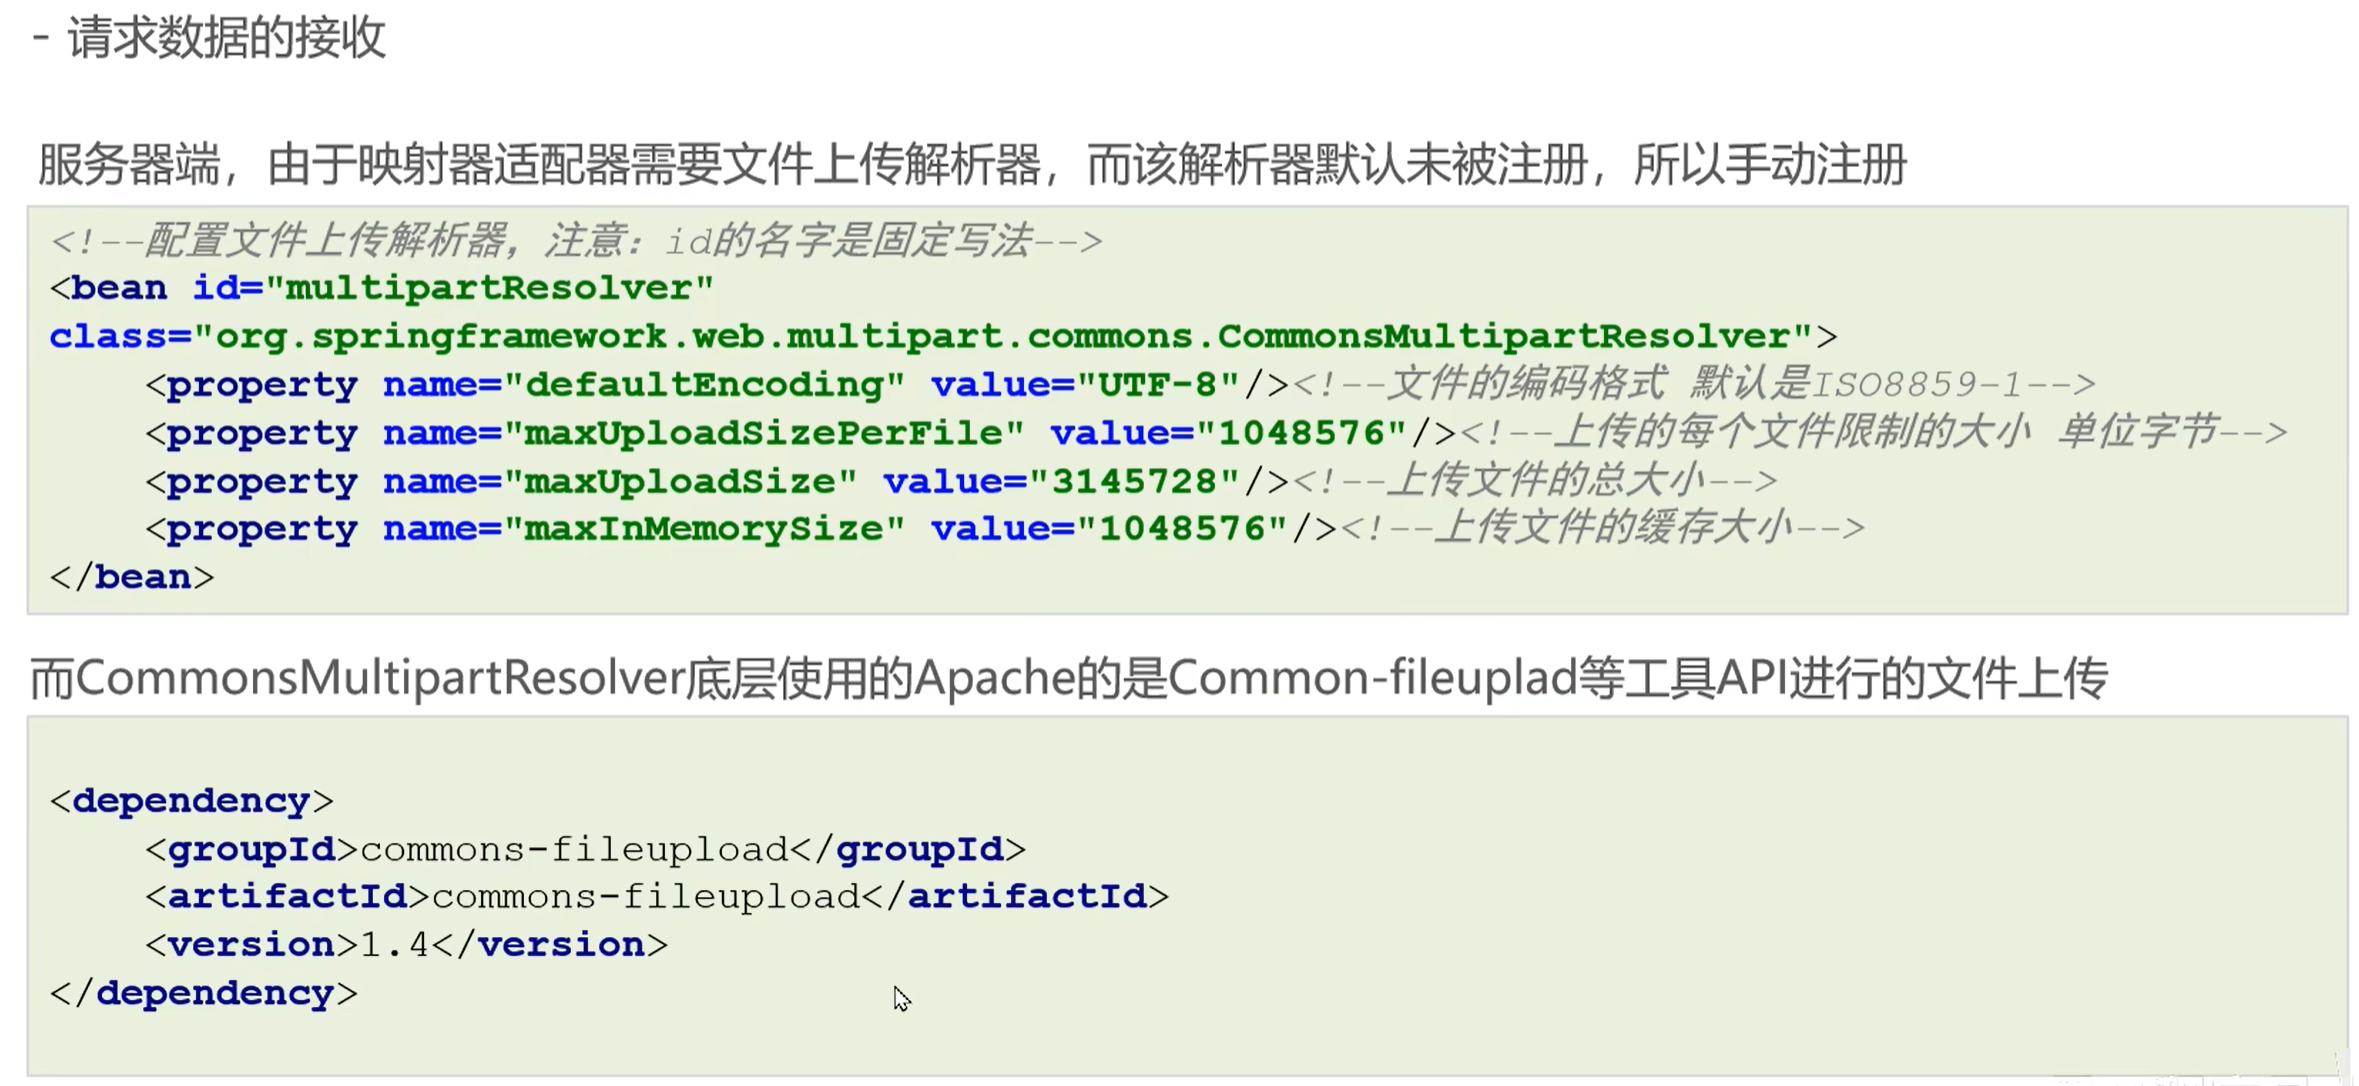 - 请求数据的接收
服务器端，由于映射器适配器需要文件上传解析器，而该解析器默认未被注册，所以手动注册
<!--配置文件上传解析器，注意：id的名字是固定写法-->
<bean id="multipartResolver"
class="org.springframework.web.multipart.commons.CommonsMultipartResolver">
<property name="defaultEncoding" value="UTF-8"/><!--文件的编码格式 默认是ISO8859-1-->
<property name="maxUploadSizePerFile" value="1048576"/><!--上传的每个文件限制的大小 单位字节-->
<property name="maxUploadSize" value="3145728"/><!--上传文件的总大小-->
<property name="maxInMemorySize" value="1048576"/><!--上传文件的缓存大小-->
</bean>
而CommonsMultipartResolver底层使用的Apache的是Common-fileuplad等工具API进行的文件上传
<dependency>
<groupId>commons-fileupload</groupId>
<artifactId>commons-fileupload</artifactId>
<version>1.4</version>
</dependency>